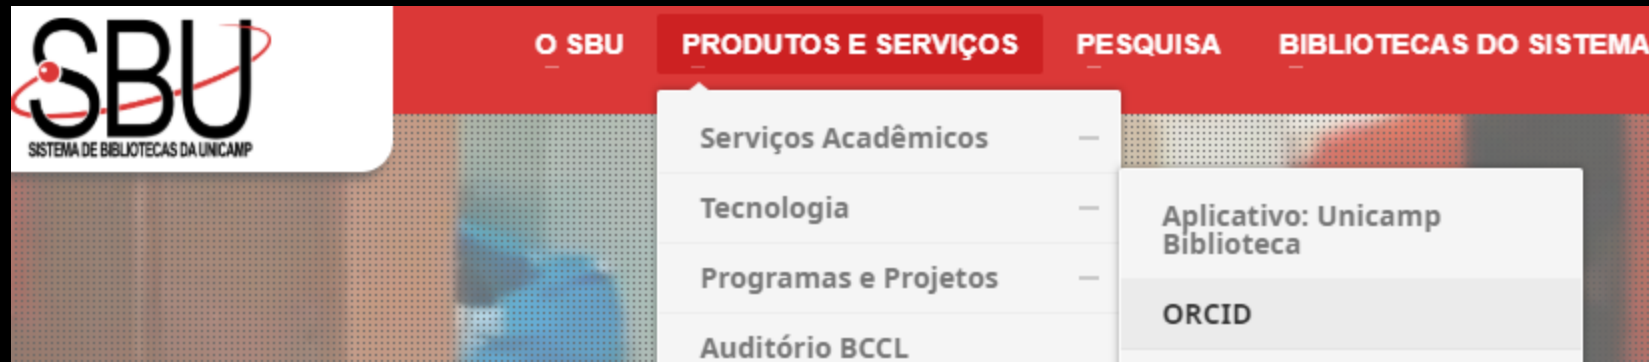 SBU
SISTEMA DE BIBLIOTECAS DA UNICAMP
O SBU
PRODUTOS E SERVIÇOS
PESQUISA
BIBLIOTECAS DO SISTEMA
Serviços Acadêmicos
Tecnologia
Programas e Projetos
Auditório BCCL
Aplicativo: Unicamp
Biblioteca
ORCID